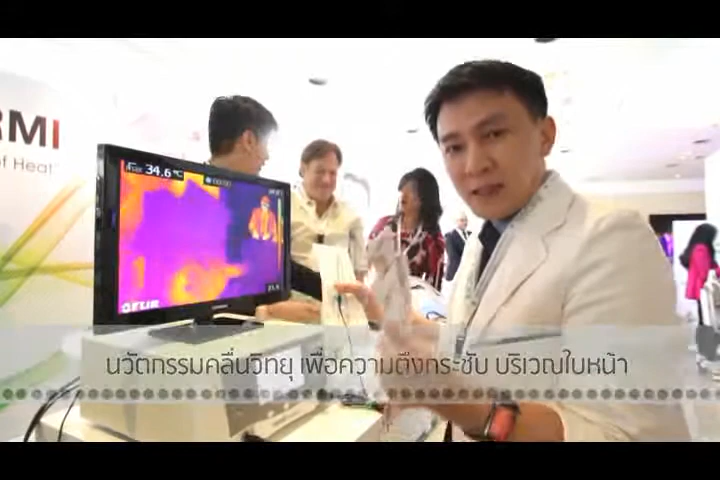 RMI
of Heat
34.6 °C
FLIR
นวัตกรรมคลื่นวิทยุ เพื่อความตึงกระชับ บริเวณใบหน้า